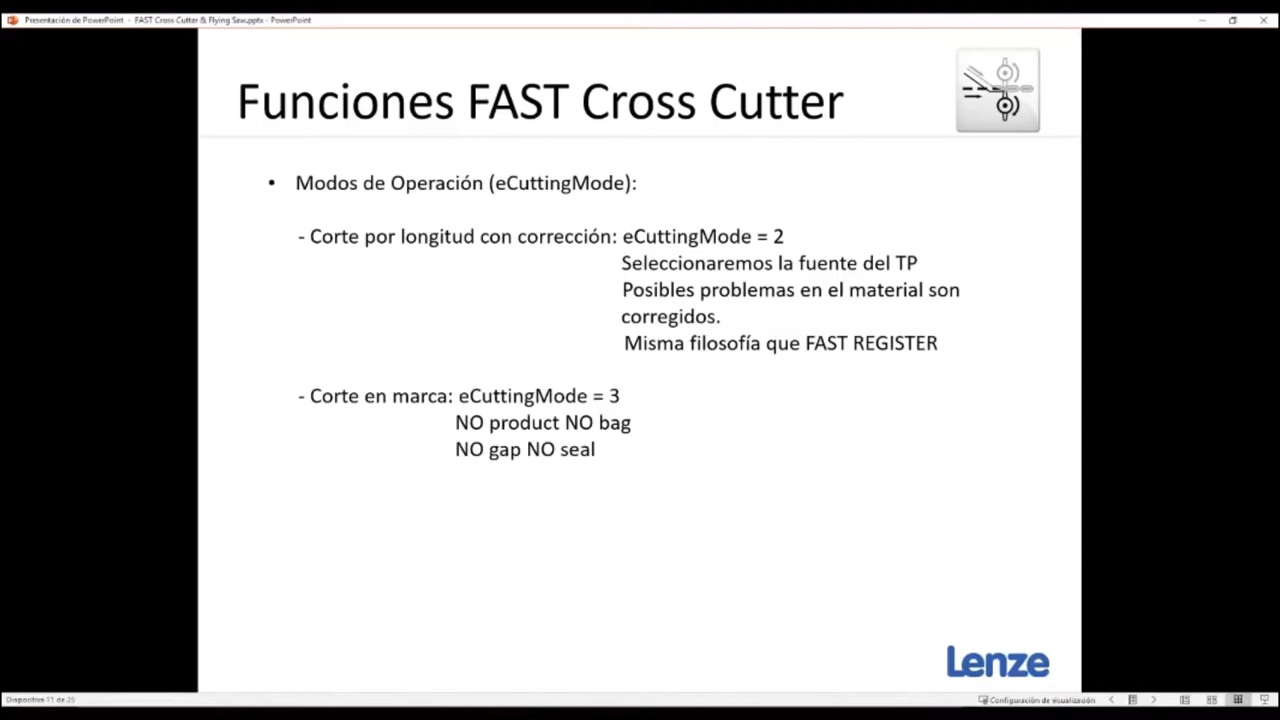 Presentación de PowerPoint - FAST Cross Cutter & Flying Saw.pptx - PowerPoint
Funciones FAST Cross Cutter
• Modos de Operación (eCuttingMode):
- Corte por longitud con corrección: eCuttingMode = 2
Seleccionaremos la fuente del TP
Posibles problemas en el material son
corregidos.
Misma filosofía que FAST REGISTER
- Corte en marca: eCuttingMode = 3
NO product NO bag
NO gap NO seal
Lenze
Diapositiva 11 de 25
Configuración de visualización